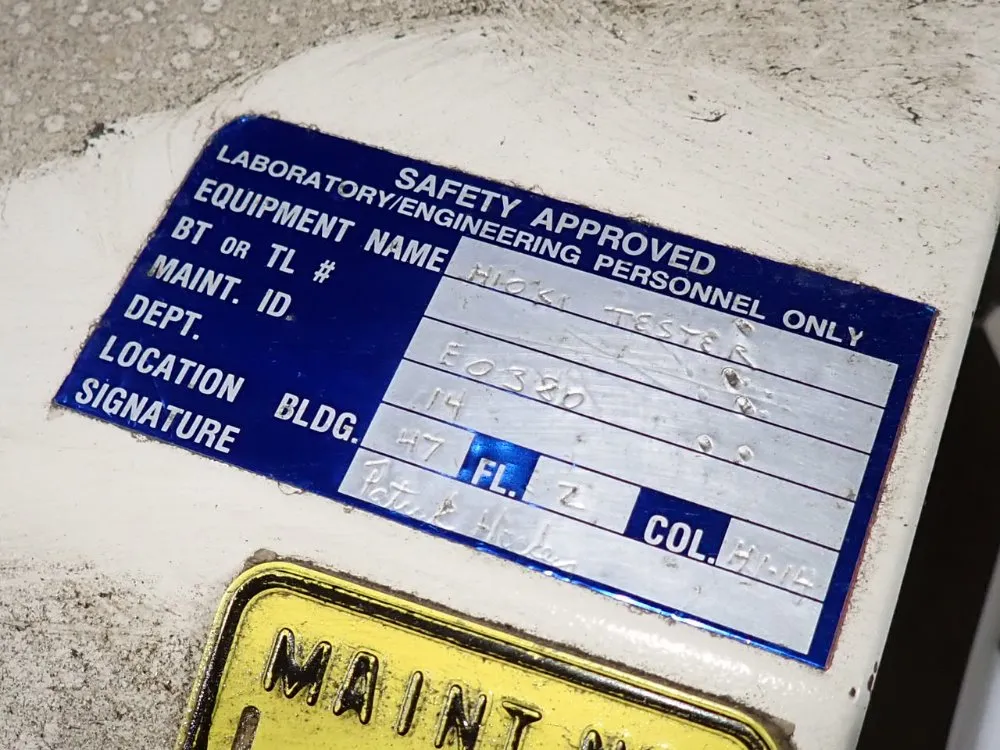 SAFETY APPROVED
LABORATORY/ENGINEERING PERSONNEL ONLY
EQUIPMENT NAME HIOKI TESTER
BT OR TL #
MAINT. ID E0380
DEPT. 14
LOCATION BLDG. 47 FL. 2 COL. H1-14
SIGNATURE
MAINT